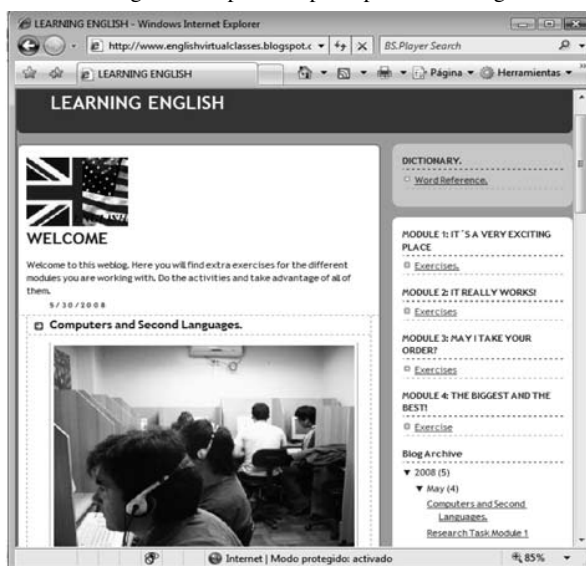 LEARNING ENGLISH - Windows Internet Explorer
http://www.englishvirtualclasses.blogspot.c
BS.Player Search
LEARNING ENGLISH
Página
Herramientas
LEARNING ENGLISH
WELCOME
Welcome to this weblog. Here you will find extra exercises for the different
modules you are working with. Do the activities and take advantage of all of
them.
5/30/2008
Computers and Second Languages.
DICTIONARY.
Word Reference.
MODULE 1: IT´S A VERY EXCITING
PLACE
Exercises.
MODULE 2: IT REALLY WORKS!
Exercises
MODULE 3: MAY I TAKE YOUR
ORDER?
Exercises
MODULE 4: THE BIGGEST AND THE
BEST!
Exercise
Blog Archive
▼ 2008 (5)
▼ May (4)
Computers and Second
Languages.
Research Task Module 1
Internet | Modo protegido: activado
85%